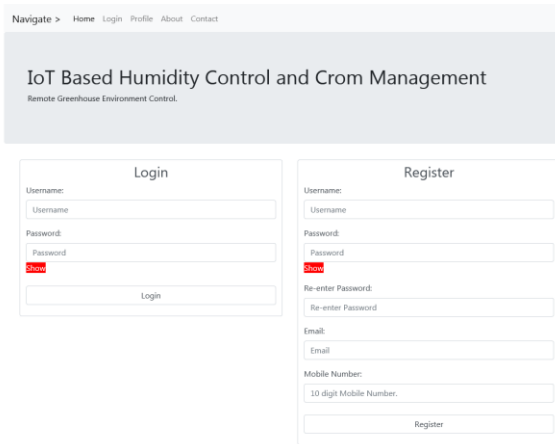 Navigate > Home Login Profile About Contact
IoT Based Humidity Control and Crom Management
Remote Greenhouse Environment Control.
Login
Username:
Username
Password:
Password
Show
Login
Register
Username:
Username
Password:
Password
Show
Re-enter Password:
Re-enter Password
Email:
Email
Mobile Number:
10 digit Mobile Number.
Register